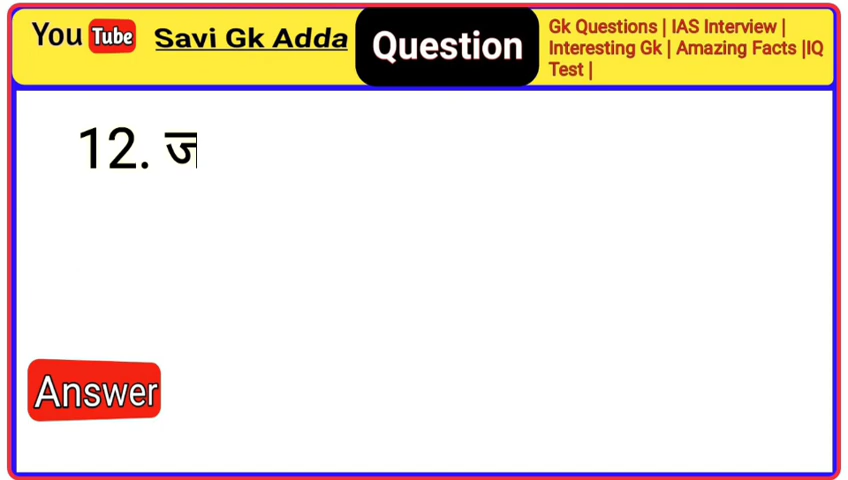 You Tube Savi Gk Adda
Question
Gk Questions | IAS Interview |
Interesting Gk | Amazing Facts |IQ
Test |
12. ज
Answer